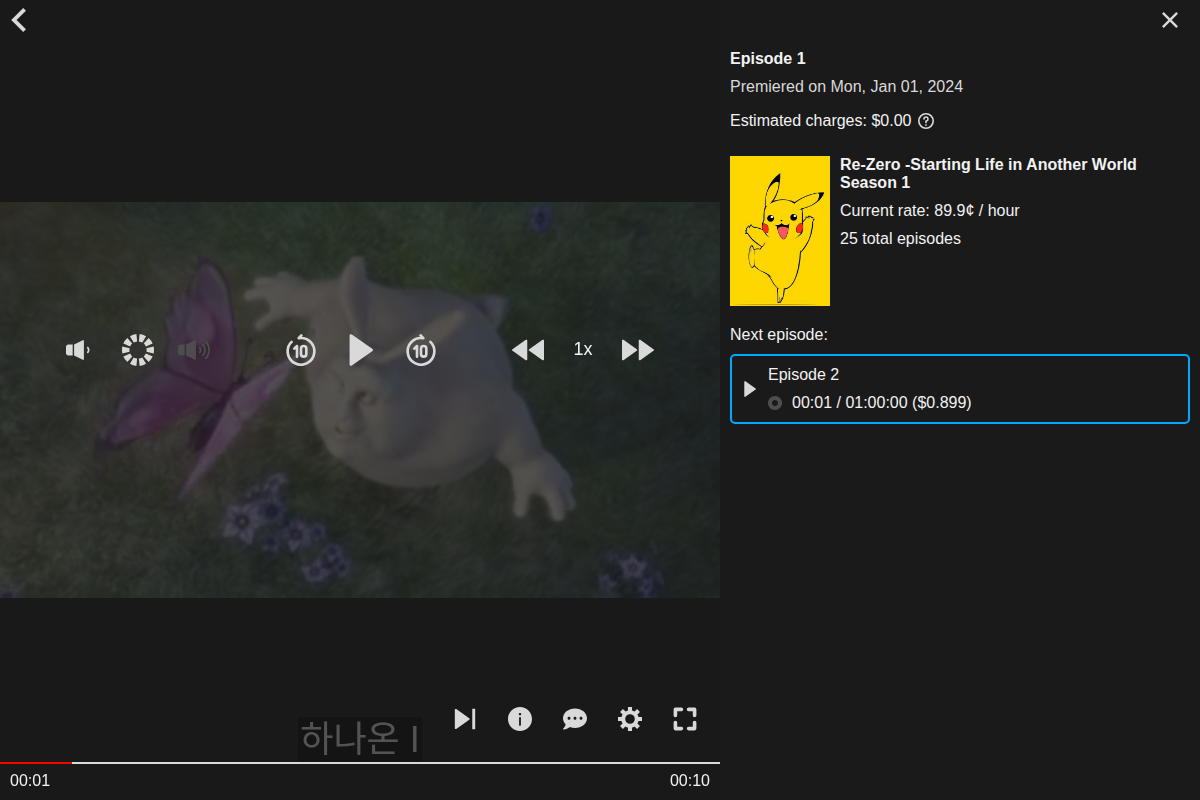 Episode 1
Premiered on Mon, Jan 01, 2024
Estimated charges: $0.00
Re-Zero -Starting Life in Another World
Season 1
Current rate: 89.9¢ / hour
25 total episodes
Next episode:
Episode 2
00:01 / 01:00:00 ($0.899)
10
10
1x
하나온ㅣ
00:01
00:10